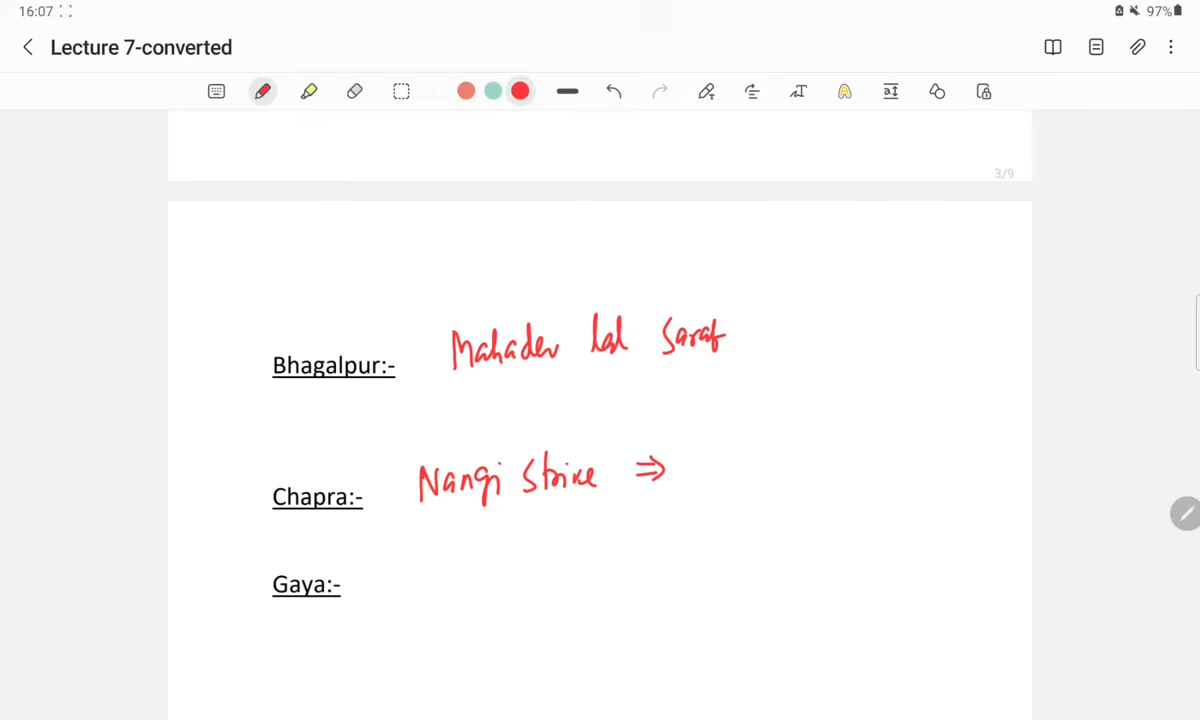 16:07 97%
Lecture 7-converted
3/9
Mahadev lal Saraf
Bhagalpur:-
Nangi Strike ⇒
Chapra:-
Gaya:-